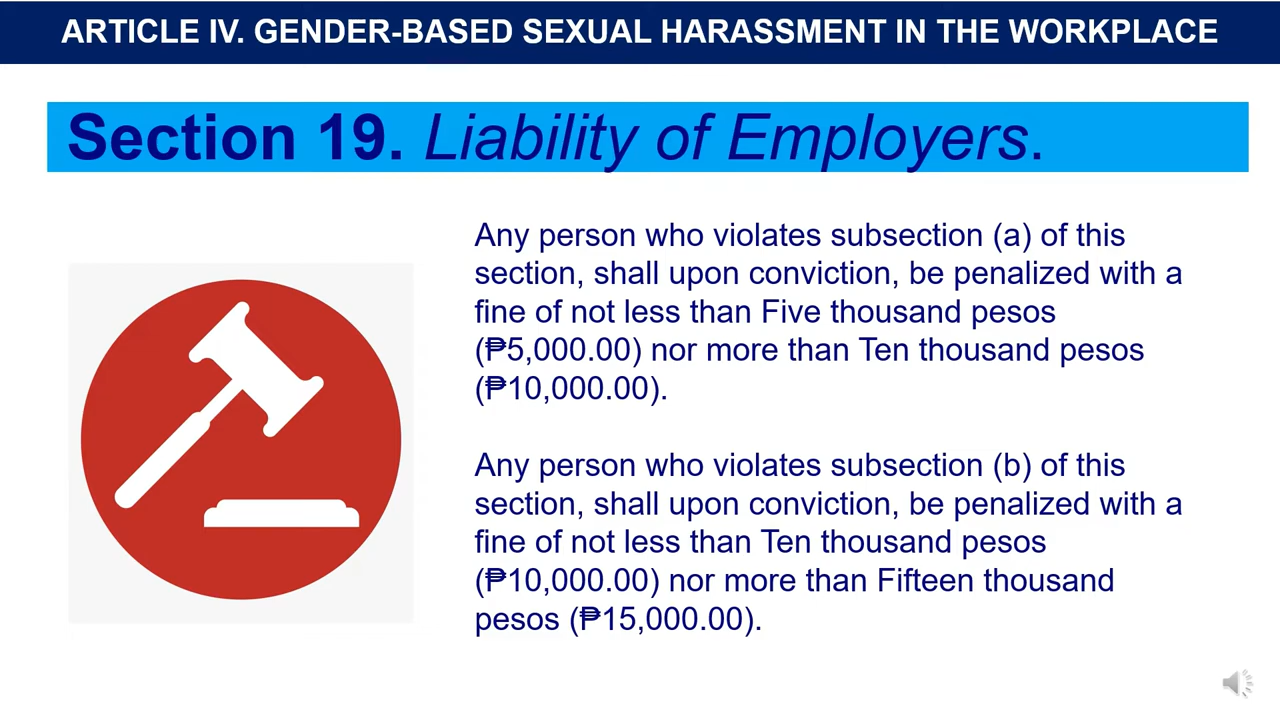 ARTICLE IV. GENDER-BASED SEXUAL HARASSMENT IN THE WORKPLACE
Section 19. Liability of Employers.
Any person who violates subsection (a) of this
section, shall upon conviction, be penalized with a
fine of not less than Five thousand pesos
(₱5,000.00) nor more than Ten thousand pesos
(₱10,000.00).
Any person who violates subsection (b) of this
section, shall upon conviction, be penalized with a
fine of not less than Ten thousand pesos
(₱10,000.00) nor more than Fifteen thousand
pesos (₱15,000.00).